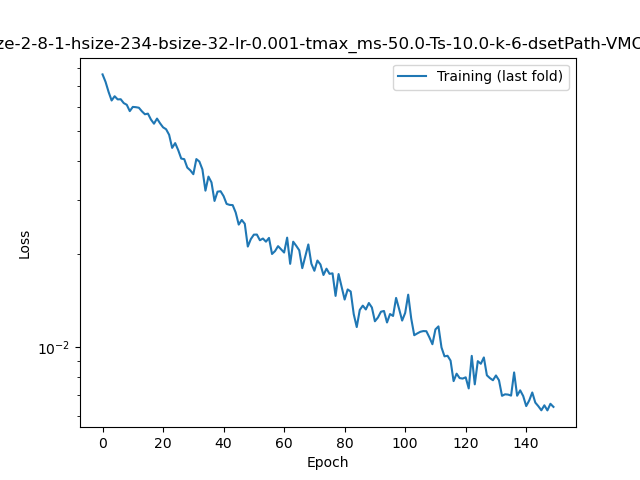 ze-2-8-1-hsize-234-bsize-32-lr-0.001-tmax_ms-50.0-Ts-10.0-k-6-dsetPath-VMC
Training (last fold)
Loss
10⁻²
0 20 40 60 80 100 120 140
Epoch